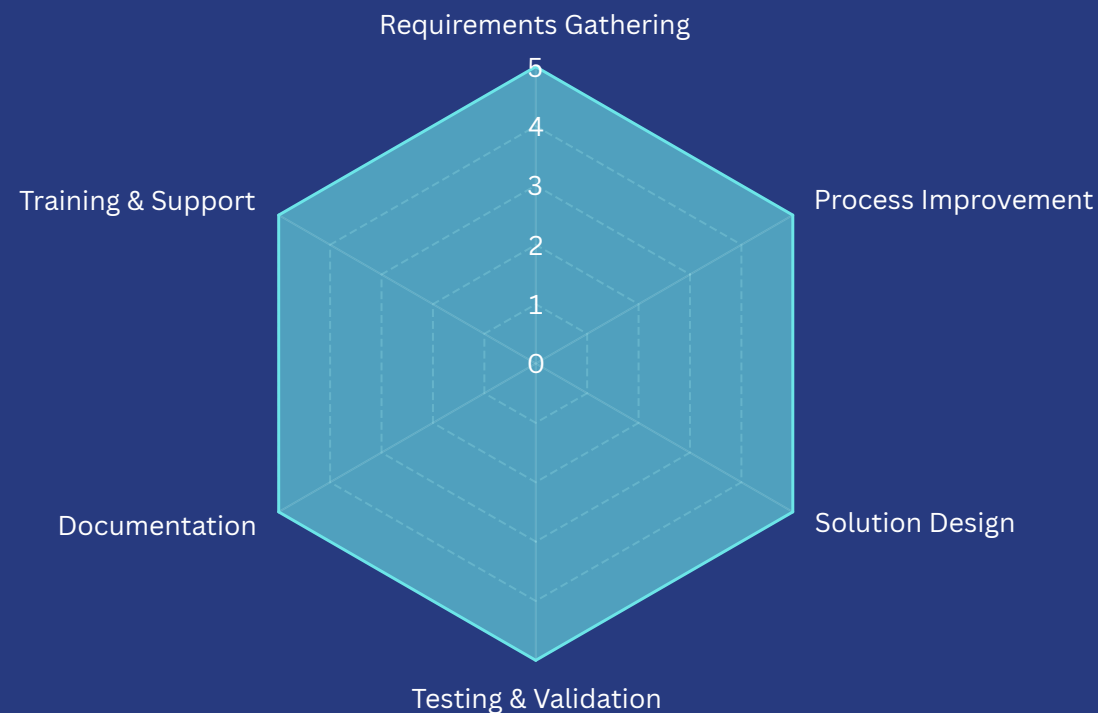 Requirements Gathering
5
4
3
2
1
0
Training & Support
Process Improvement
Documentation
Solution Design
Testing & Validation